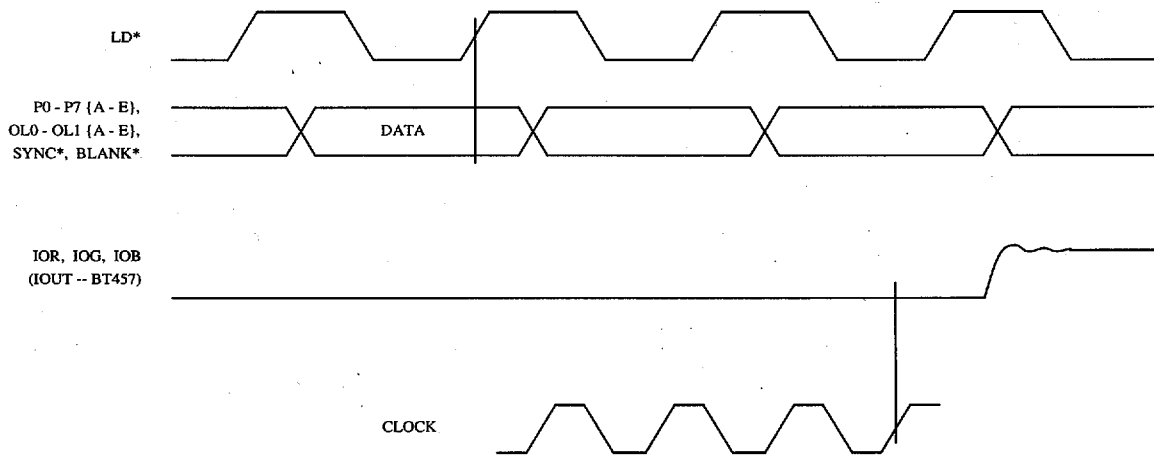 LD*
P0 - P7 {A - E},
OL0 - OL1 {A - E},
DATA
SYNC*, BLANK*
IOR, IOG, IOB
(IOUT -- BT457)
CLOCK